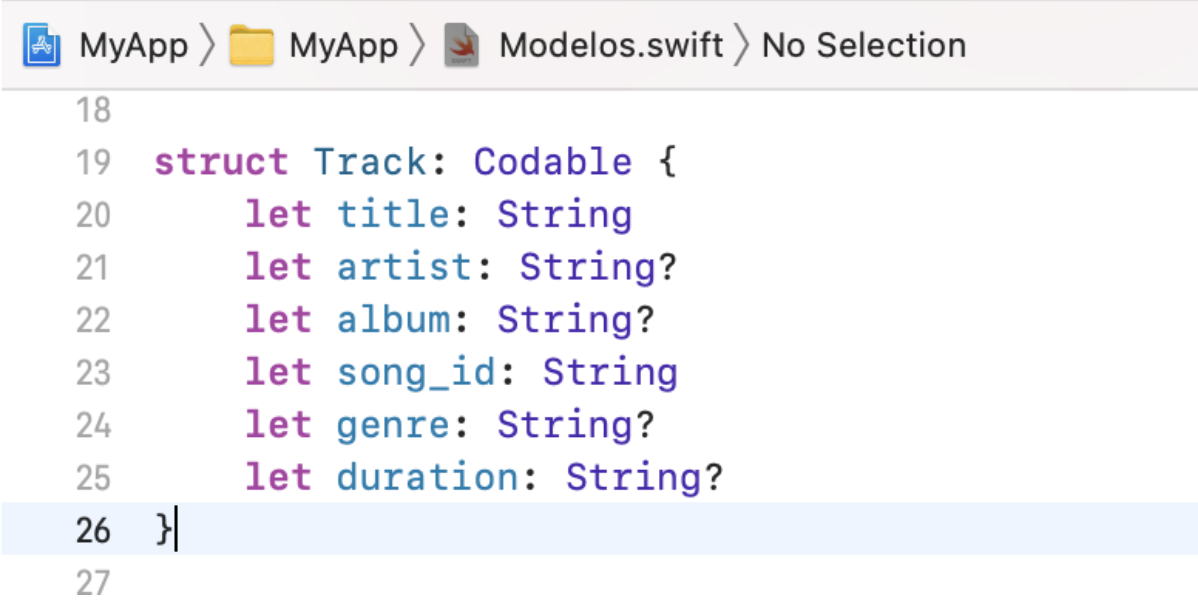 MyApp 〉 MyApp 〉 Modelos.swift 〉 No Selection
18
19 struct Track: Codable {
20     let title: String
21     let artist: String?
22     let album: String?
23     let song_id: String
24     let genre: String?
25     let duration: String?
26 }
27